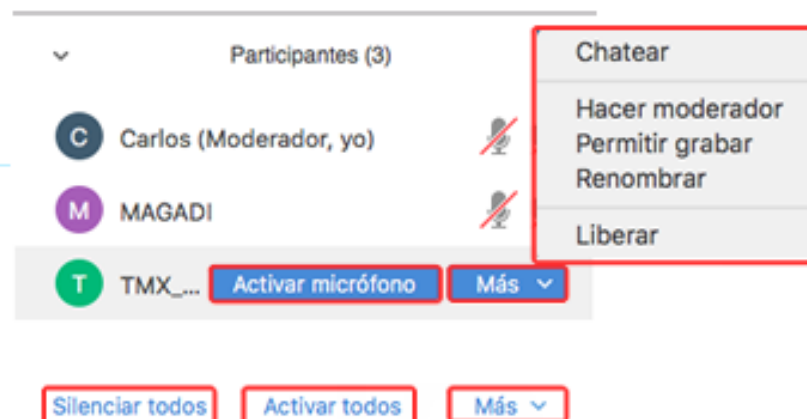 Participantes (3)
C Carlos (Moderador, yo)
M MAGADI
T TMX_... Activar micrófono Más
Silenciar todos Activar todos Más
Chatear
Hacer moderador
Permitir grabar
Renombrar
Liberar